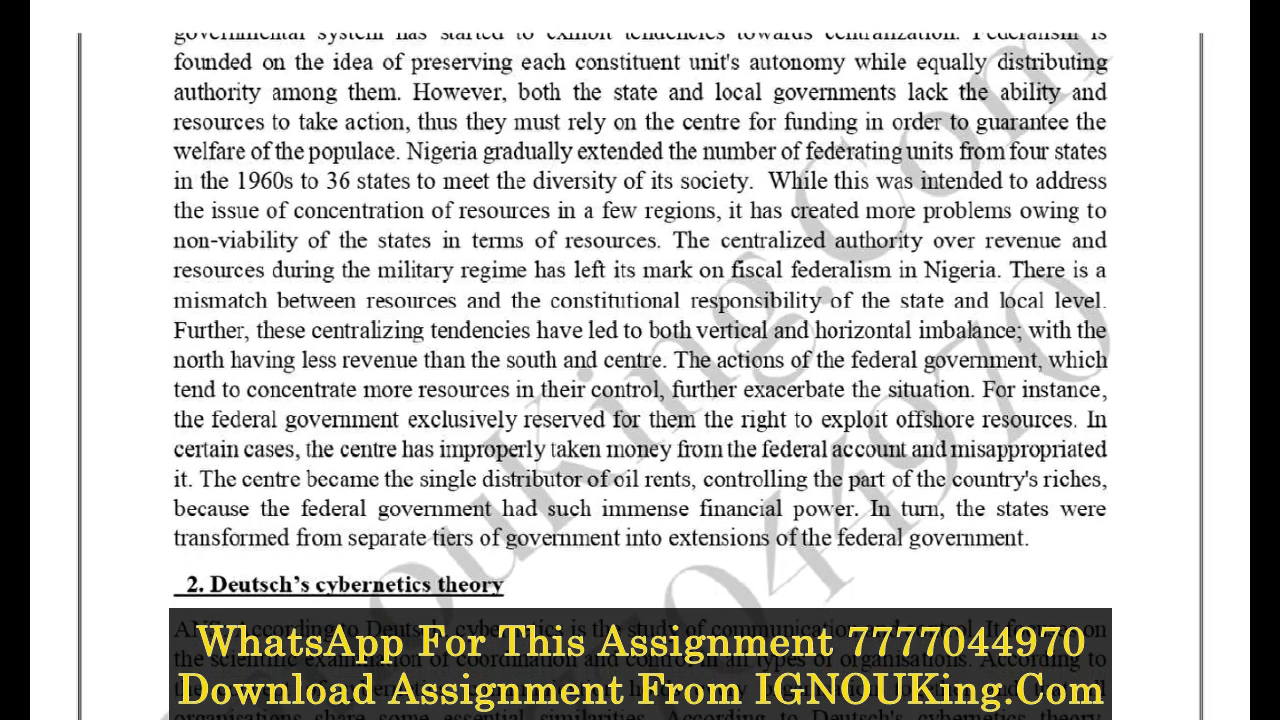 governmental system has started to exhibit tendencies towards centralization. Federalism is
founded on the idea of preserving each constituent unit's autonomy while equally distributing
authority among them. However, both the state and local governments lack the ability and
resources to take action, thus they must rely on the centre for funding in order to guarantee the
welfare of the populace. Nigeria gradually extended the number of federating units from four states
in the 1960s to 36 states to meet the diversity of its society. While this was intended to address
the issue of concentration of resources in a few regions, it has created more problems owing to
non-viability of the states in terms of resources. The centralized authority over revenue and
resources during the military regime has left its mark on fiscal federalism in Nigeria. There is a
mismatch between resources and the constitutional responsibility of the state and local level.
Further, these centralizing tendencies have led to both vertical and horizontal imbalance; with the
north having less revenue than the south and centre. The actions of the federal government, which
tend to concentrate more resources in their control, further exacerbate the situation. For instance,
the federal government exclusively reserved for them the right to exploit offshore resources. In
certain cases, the centre has improperly taken money from the federal account and misappropriated
it. The centre became the single distributor of oil rents, controlling the part of the country's riches,
because the federal government had such immense financial power. In turn, the states were
transformed from separate tiers of government into extensions of the federal government.
2. Deutsch's cybernetics theory
WhatsApp For This Assignment 7777044970
Download Assignment From IGNOUKing.Com